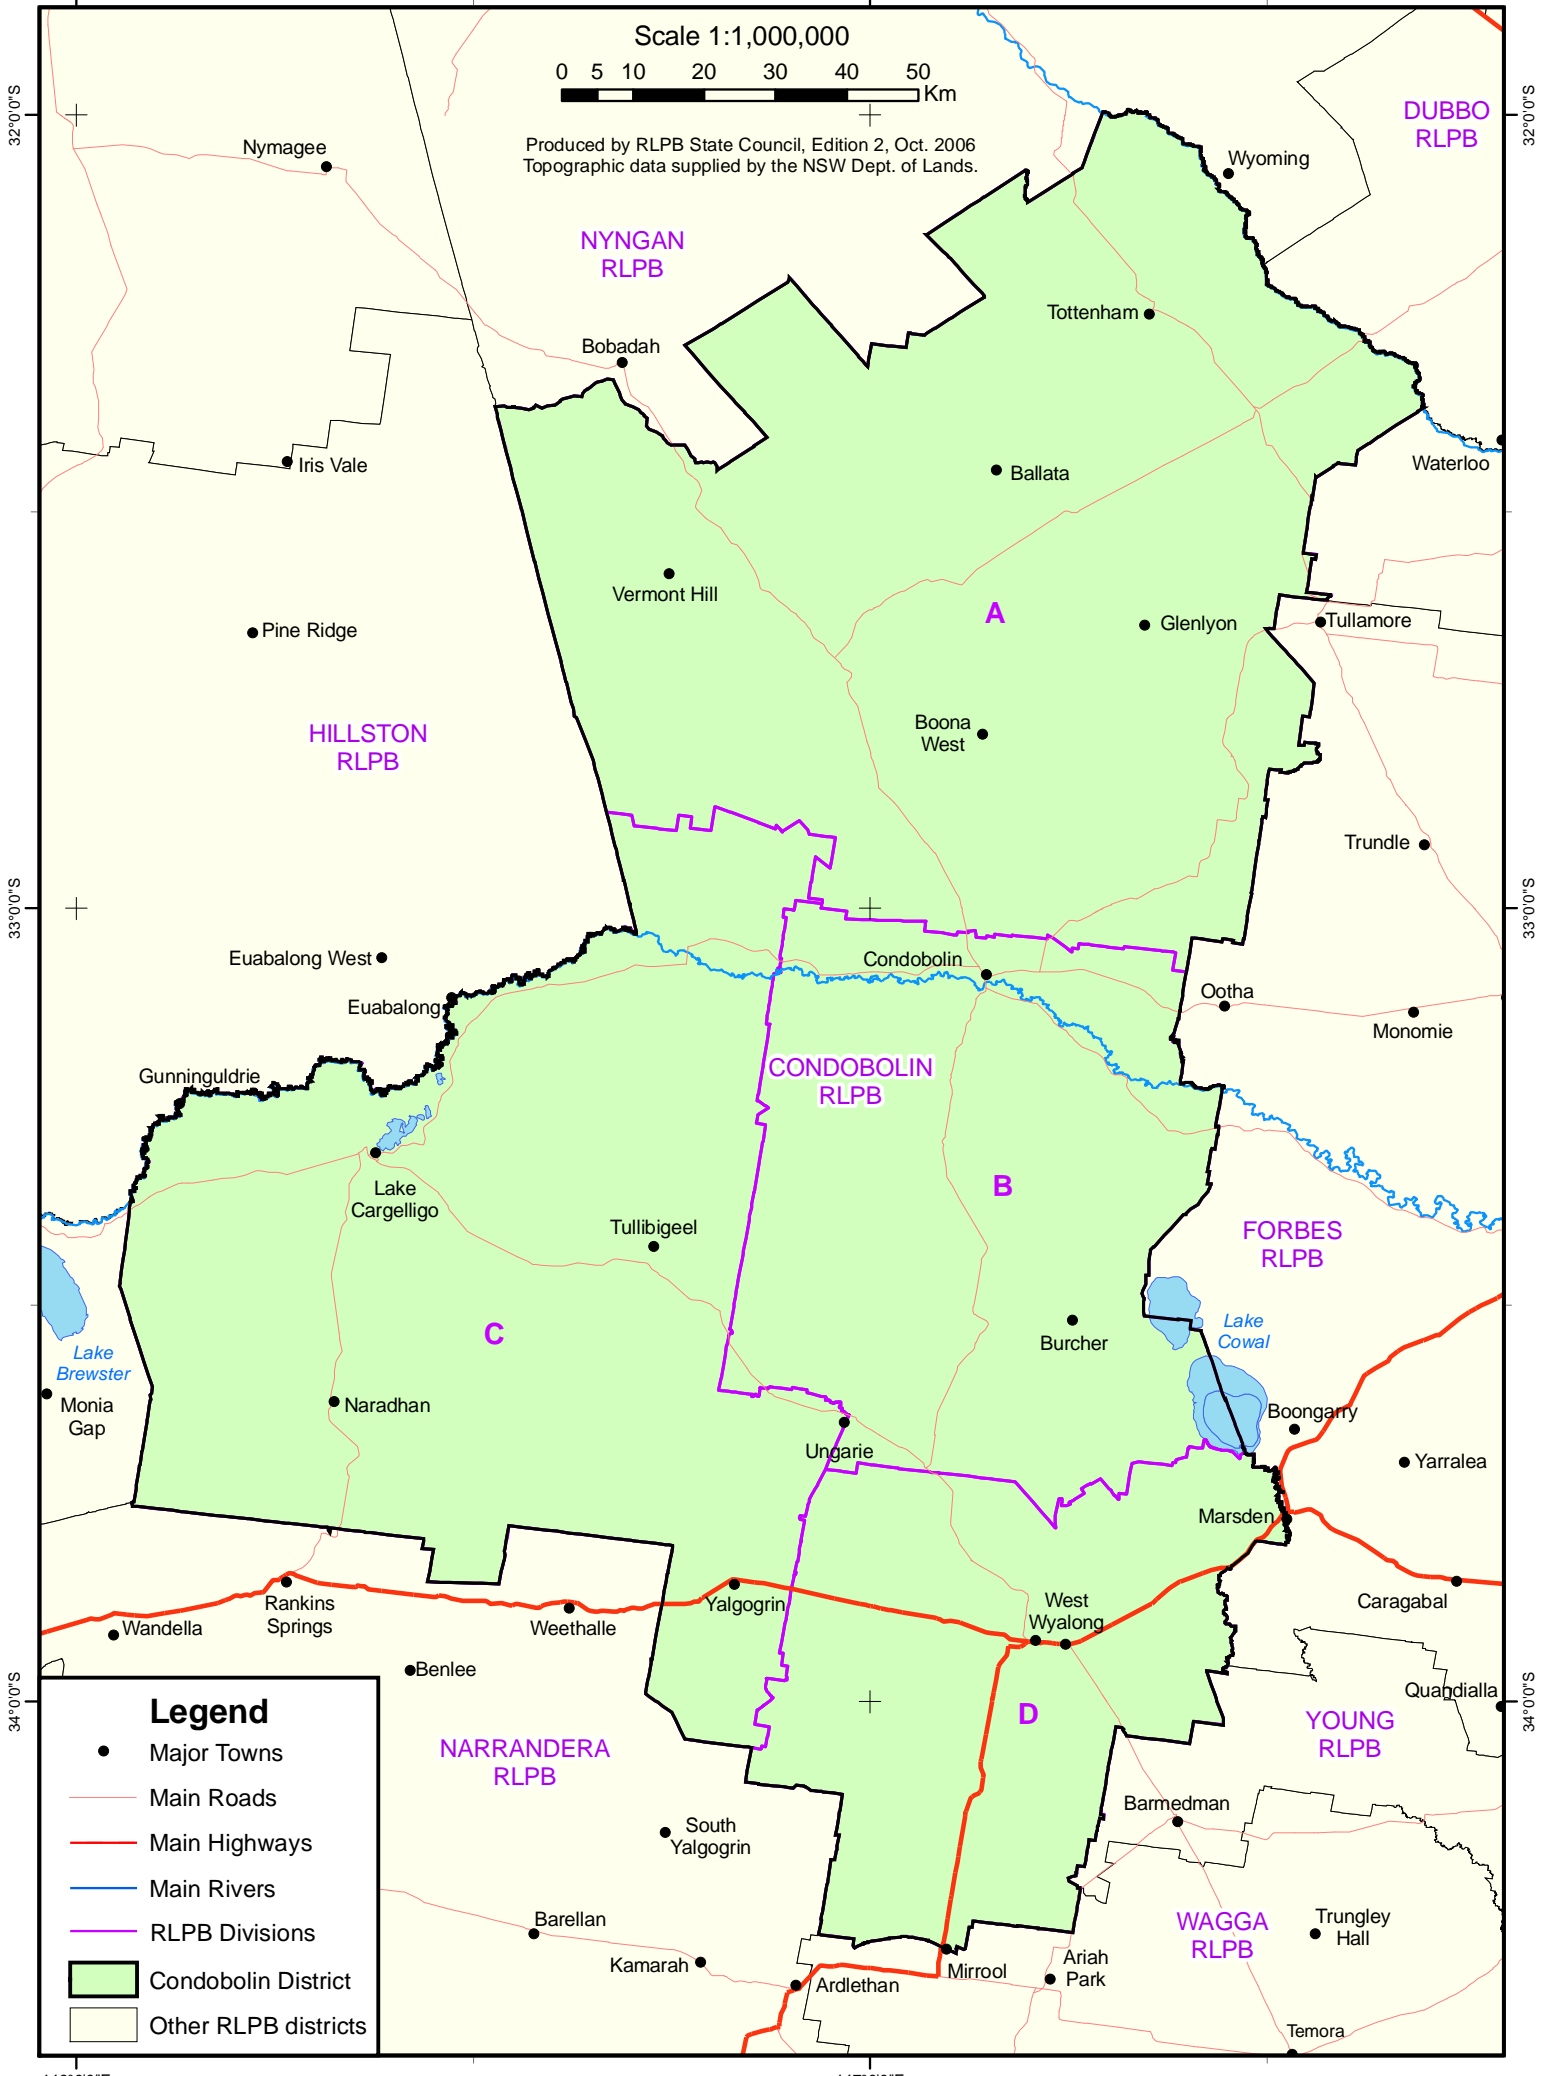 Scale 1:1,000,000
0 5 10 20 30 40 50
Km
Produced by RLPB State Council, Edition 2, Oct. 2006
Topographic data supplied by the NSW Dept. of Lands.
32°0'0"S
32°0'0"S
DUBBO
RLPB
Nymagee
Wyoming
NYNGAN
RLPB
Tottenham
Bobadah
Iris Vale
Waterloo
Ballata
Vermont Hill
A
Glenlyon
Tullamore
Pine Ridge
HILLSTON
RLPB
Boona
West
Trundle
33°0'0"S
33°0'0"S
Euabalong West
Condobolin
Euabalong
Ootha
Monomie
Gunninguldrie
CONDOBOLIN
RLPB
Lake
Cargelligo
B
Tullibigeel
FORBES
RLPB
C
Burcher
Lake
Cowal
Lake
Brewster
Monia
Gap
Naradhan
Boongarry
Ungarie
Yarralea
Marsden
Rankins
Springs
Yalgogrin
West
Wyalong
Caragabal
Wandella
Weethalle
Benlee
34°0'0"S
34°0'0"S
Quandialla
D
YOUNG
RLPB
NARRANDERA
RLPB
Barmedman
South
Yalgogrin
WAGGA
RLPB
Trungley
Hall
Barellan
Kamarah
Mirrool
Ariah
Park
Ardlethan
Temora
Legend
Major Towns
Main Roads
Main Highways
Main Rivers
RLPB Divisions
Condobolin District
Other RLPB districts